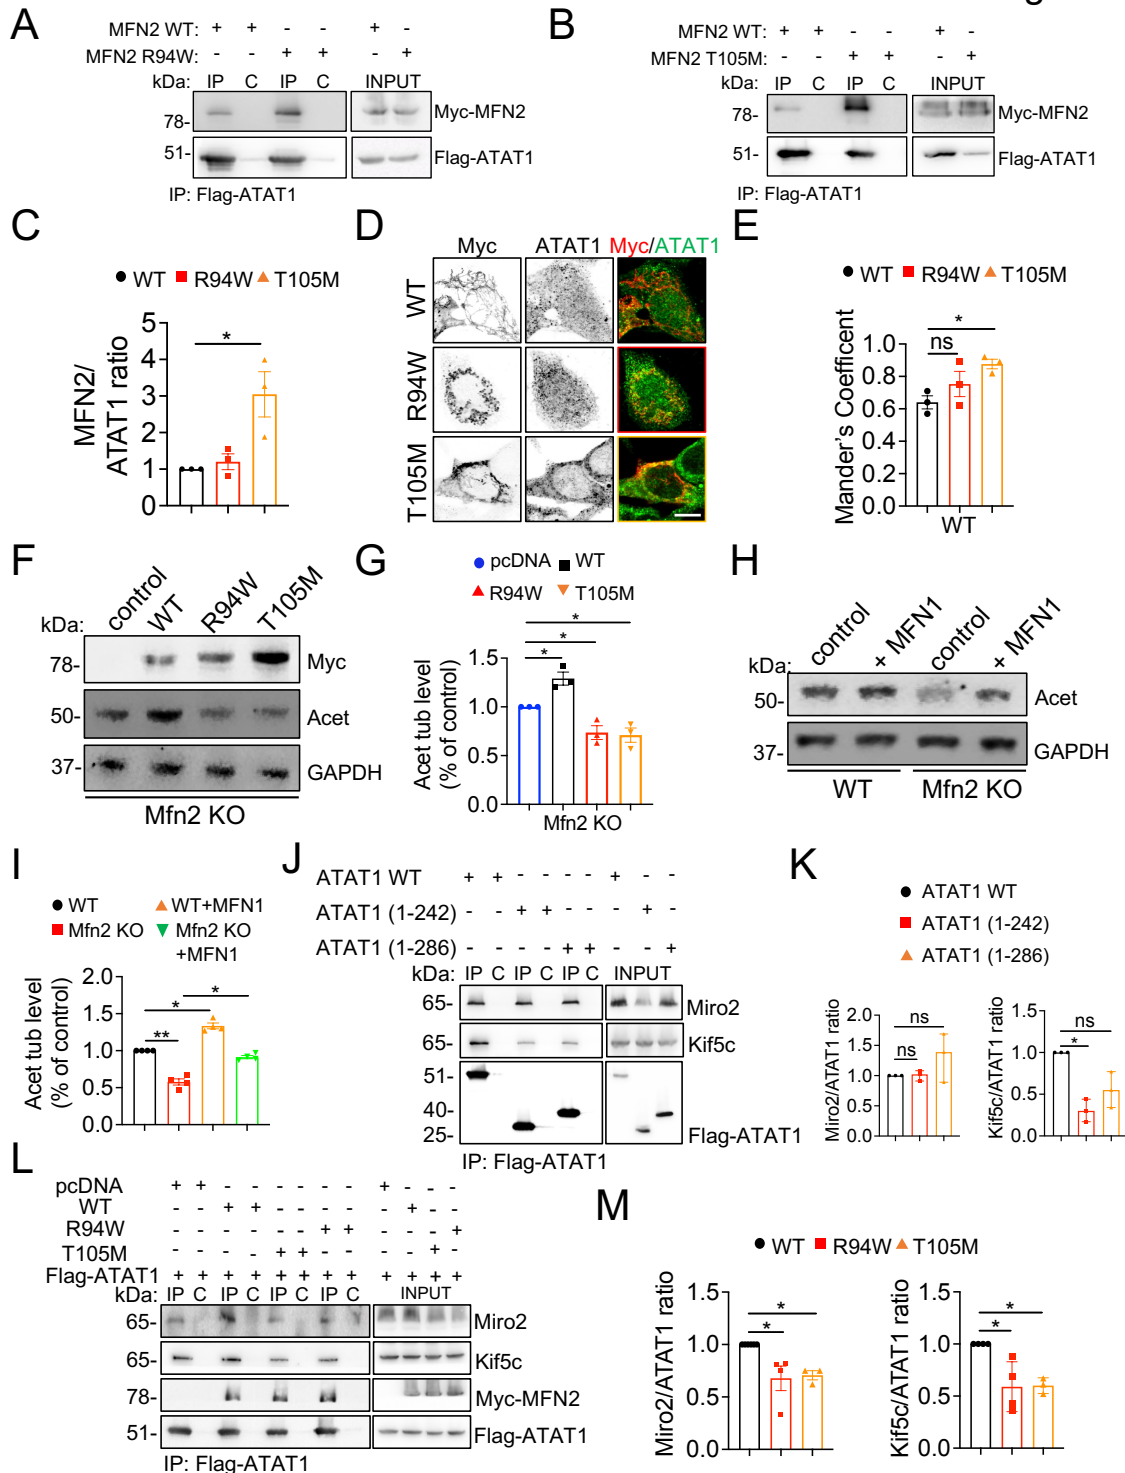 A
MFN2 WT: + + - - + -
MFN2 R94W: - - + + - +
kDa: IP C IP C INPUT
78- Myc-MFN2
51- Flag-ATAT1
IP: Flag-ATAT1
B
MFN2 WT: + + - - + -
MFN2 T105M: - - + + - +
kDa: IP C IP C INPUT
78- Myc-MFN2
51- Flag-ATAT1
IP: Flag-ATAT1
C
WT R94W T105M
MFN2/
ATAT1 ratio
5
4
3
2
1
0
*
D
Myc ATAT1 Myc/ATAT1
WT
R94W
T105M
E
WT R94W T105M
Mander's Coefficent
1.0
0.8
0.6
0.4
0.2
0.0
*
ns
WT
F
control WT R94W T105M
kDa:
78- Myc
50- Acet
37- GAPDH
Mfn2 KO
G
pcDNA WT
R94W T105M
Acet tub level
(% of control)
1.5
1.0
0.5
0.0
*
*
*
Mfn2 KO
H
control + MFN1 control + MFN1
kDa:
50- Acet
37- GAPDH
WT Mfn2 KO
I
WT WT+MFN1
Mfn2 KO Mfn2 KO
+MFN1
Acet tub level
(% of control)
2.0
1.5
1.0
0.5
0.0
*
*
**
J
ATAT1 WT + + - - - - + - -
ATAT1 (1-242) - - + + - - - + -
ATAT1 (1-286) - - - - + + - - +
kDa: IP C IP C IP C INPUT
65- Miro2
65- Kif5c
51-
40-
25- Flag-ATAT1
IP: Flag-ATAT1
K
ATAT1 WT
ATAT1 (1-242)
ATAT1 (1-286)
Miro2/ATAT1 ratio
2.0
1.5
1.0
0.5
0.0
ns
ns
Kif5c/ATAT1 ratio
1.0
0.5
0.0
ns
*
L
pcDNA + + - - - - - - + - - -
WT - - + + - - - - - + - -
R94W - - - - - - + + - - - +
T105M - - - - + + - - - - + -
Flag-ATAT1 + + + + + + + + + + + +
kDa: IP C IP C IP C IP C INPUT
65- Miro2
65- Kif5c
78- Myc-MFN2
51- Flag-ATAT1
IP: Flag-ATAT1
M
WT R94W T105M
Miro2/ATAT1 ratio
1.5
1.0
0.5
0.0
*
*
Kif5c/ATAT1 ratio
1.5
1.0
0.5
0.0
*
*